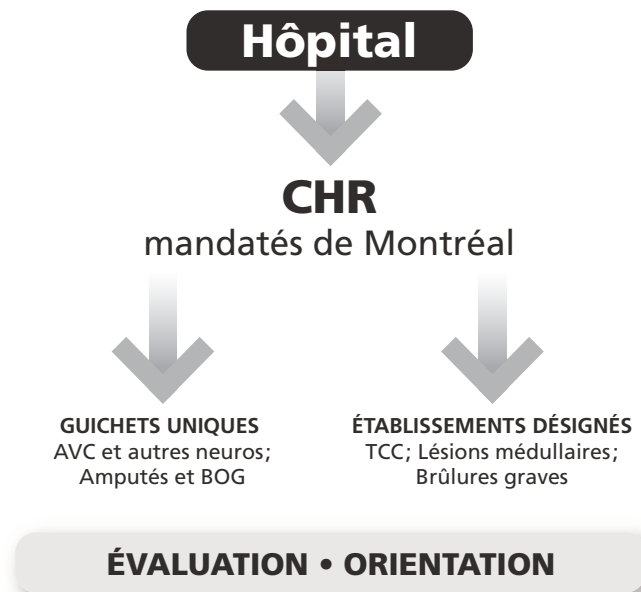 Hôpital
CHR
mandatés de Montréal
GUICHETS UNIQUES
AVC et autres neuros;
Amputés et BOG
ÉTABLISSEMENTS DÉSIGNÉS
TCC; Lésions médullaires;
Brûlures graves
ÉVALUATION • ORIENTATION